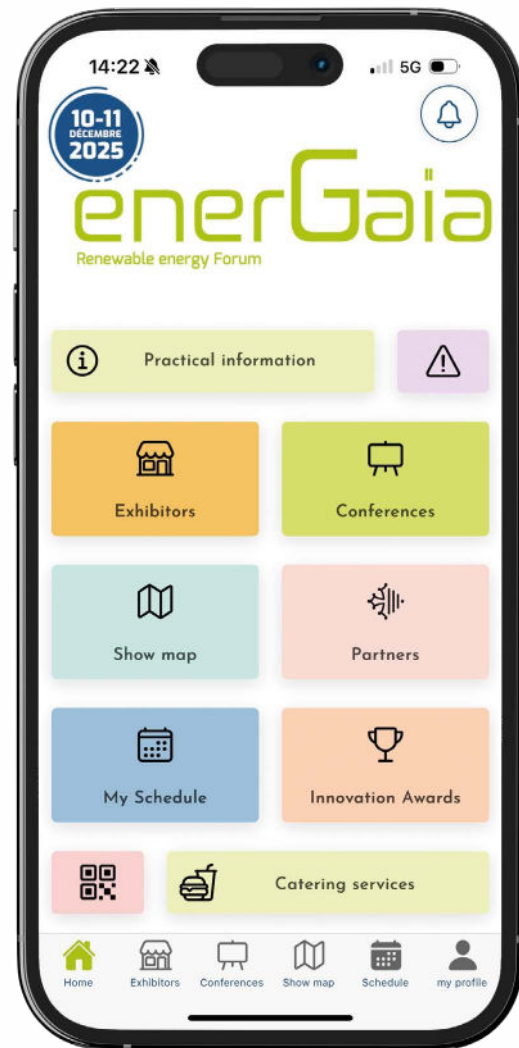 14:22
5G
10-11
DÉCEMBRE
2025
enerGaïa
Renewable energy Forum
Practical information
Exhibitors
Conferences
Show map
Partners
My Schedule
Innovation Awards
Catering services
Home
Exhibitors
Conferences
Show map
Schedule
my profile